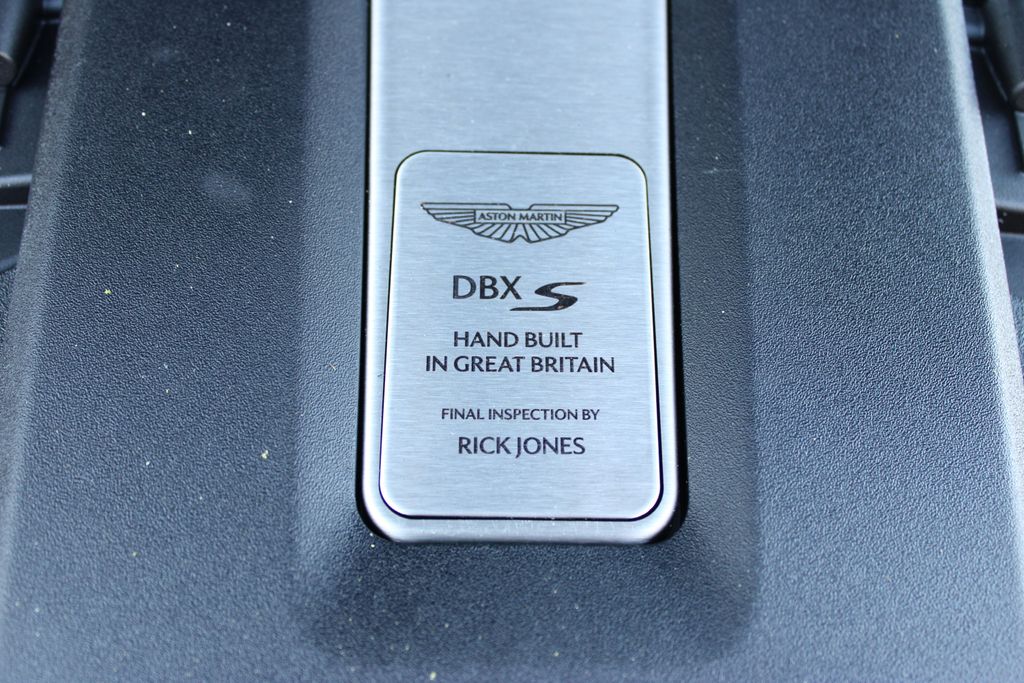 ASTON MARTIN
DBX S
HAND BUILT
IN GREAT BRITAIN
FINAL INSPECTION BY
RICK JONES